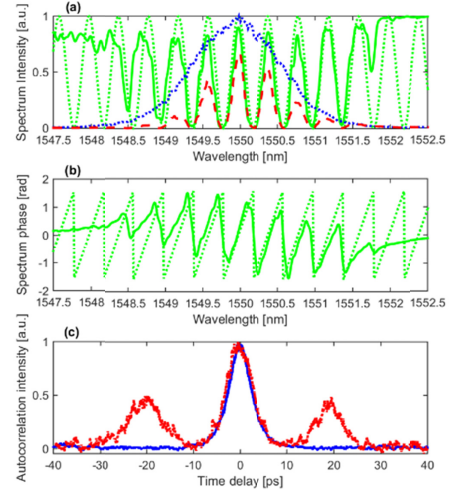 (a)
Spectrum Intensity [a.u.]
1
0.5
0
1547.5 1548 1548.5 1549 1549.5 1550 1550.5 1551 1551.5 1552 1552.5
Wavelength [nm]
(b)
Spectrum phase [rad]
2
1
0
-1
-2
1547.5 1548 1548.5 1549 1549.5 1550 1550.5 1551 1551.5 1552 1552.5
Wavelength [nm]
(c)
Autocorrelation intensity [a.u.]
1
0.5
0
-40 -30 -20 -10 0 10 20 30 40
Time delay [ps]